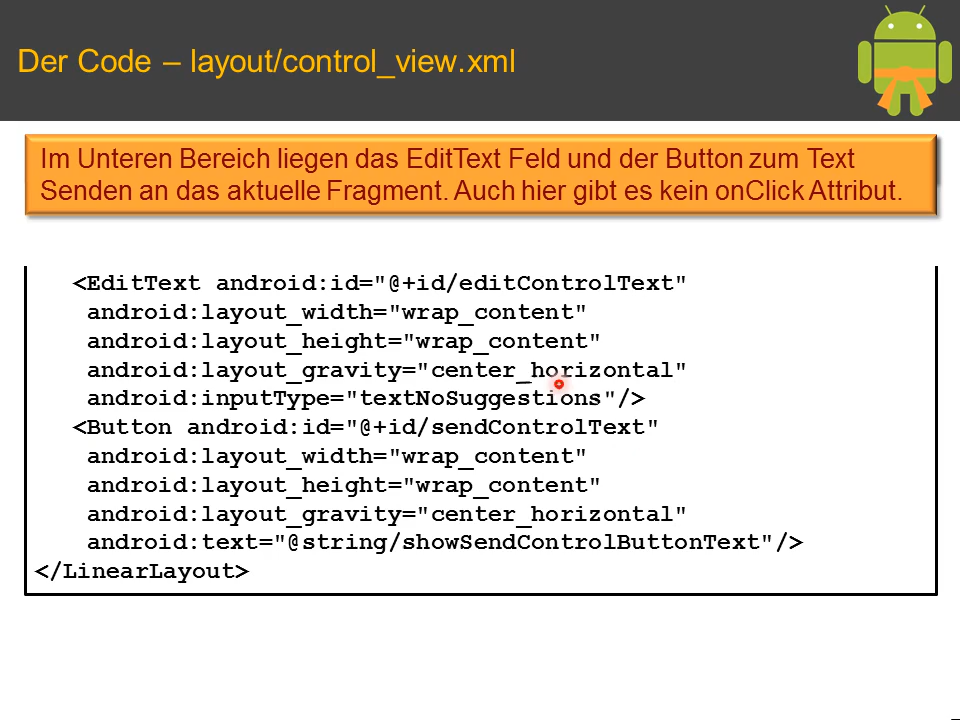 Der Code – layout/control_view.xml
Im Unteren Bereich liegen das EditText Feld und der Button zum Text
Senden an das aktuelle Fragment. Auch hier gibt es kein onClick Attribut.
<EditText android:id="@+id/editControlText"
android:layout_width="wrap_content"
android:layout_height="wrap_content"
android:layout_gravity="center_horizontal"
android:inputType="textNoSuggestions"/>
<Button android:id="@+id/sendControlText"
android:layout_width="wrap_content"
android:layout_height="wrap_content"
android:layout_gravity="center_horizontal"
android:text="@string/showSendControlButtonText"/>
</LinearLayout>